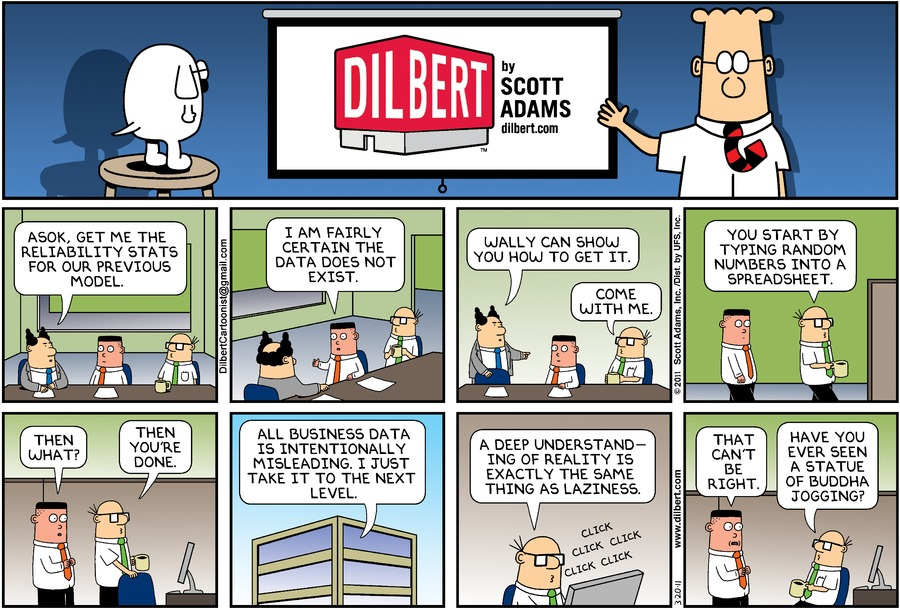 DILBERT
by
SCOTT
ADAMS
dilbert.com
TM
ASOK, GET ME THE
RELIABILITY STATS
FOR OUR PREVIOUS
MODEL.
DilbertCartoonist@gmail.com
I AM FAIRLY
CERTAIN THE
DATA DOES NOT
EXIST.
WALLY CAN SHOW
YOU HOW TO GET IT.
COME
WITH ME.
©2011 Scott Adams, Inc./Dist. by UFS, Inc.
YOU START BY
TYPING RANDOM
NUMBERS INTO A
SPREADSHEET.
THEN
WHAT?
THEN
YOU'RE
DONE.
ALL BUSINESS DATA
IS INTENTIONALLY
MISLEADING. I JUST
TAKE IT TO THE NEXT
LEVEL.
A DEEP UNDERSTAND-
ING OF REALITY IS
EXACTLY THE SAME
THING AS LAZINESS.
CLICK
CLICK CLICK
CLICK CLICK
www.dilbert.com
3-20-11
THAT
CAN'T
BE
RIGHT.
HAVE YOU
EVER SEEN
A STATUE
OF BUDDHA
JOGGING?